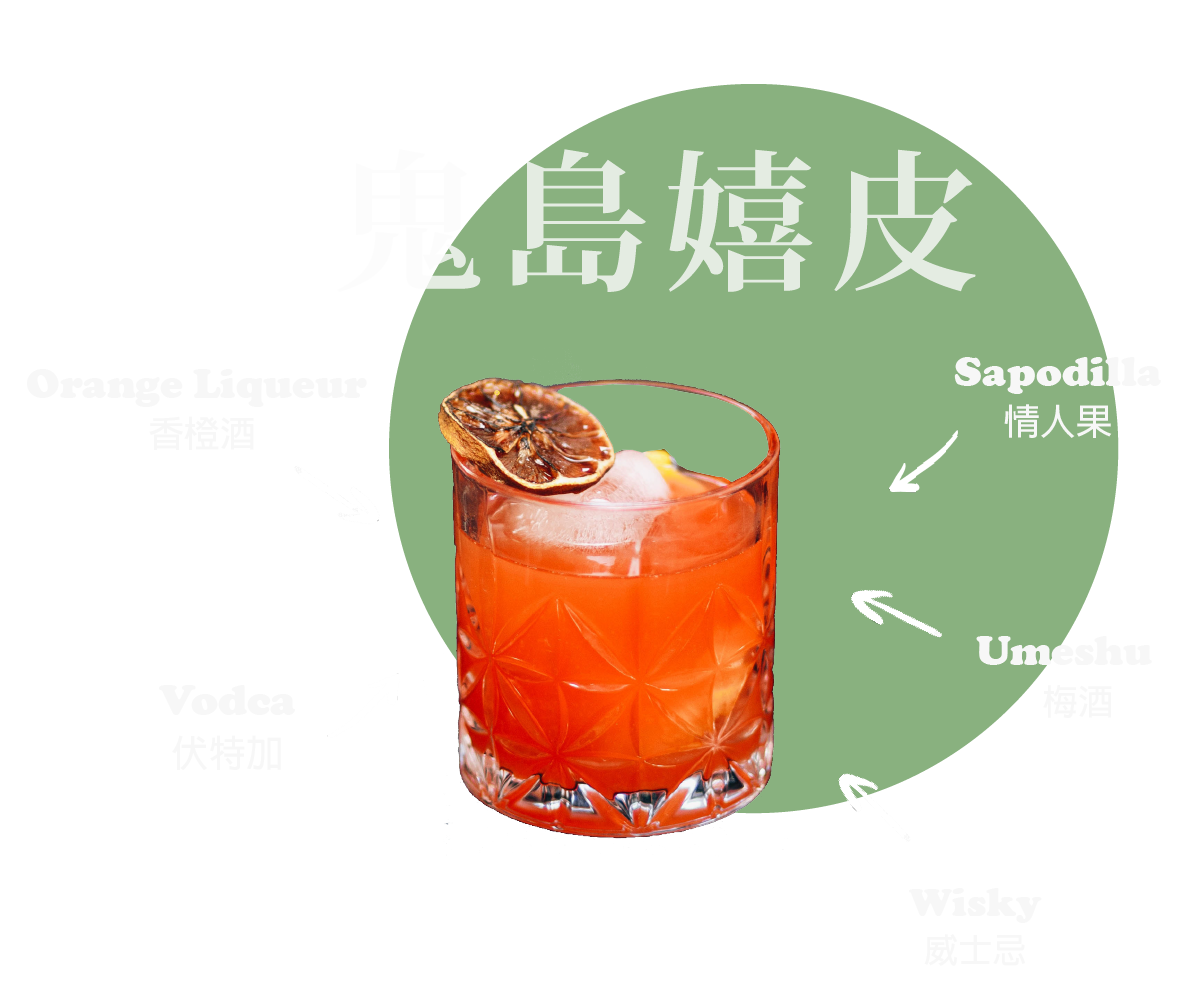 鬼島嬉皮
Orange Liqueur
香橙酒
Sapodilla
情人果
Umeshu
梅酒
Vodca
伏特加
Wisky
威士忌